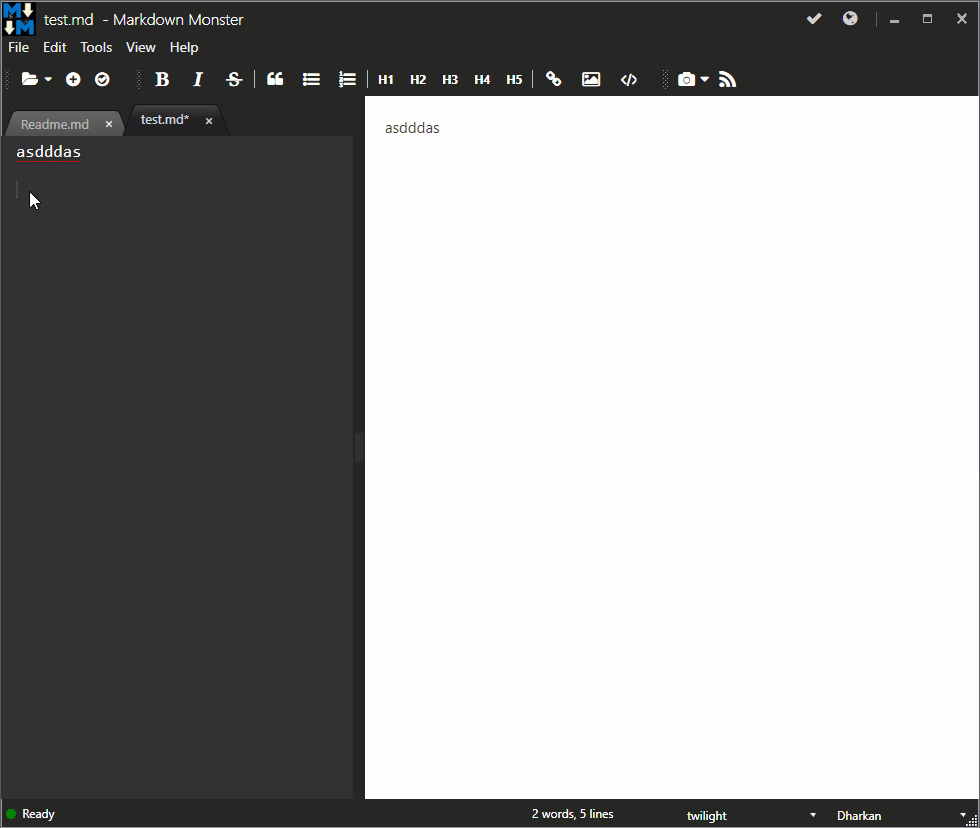 test.md - Markdown Monster
File Edit Tools View Help
B I S H1 H2 H3 H4 H5
Readme.md × test.md* ×
asdddas
asdddas
Ready 2 words, 5 lines twilight Dharkan